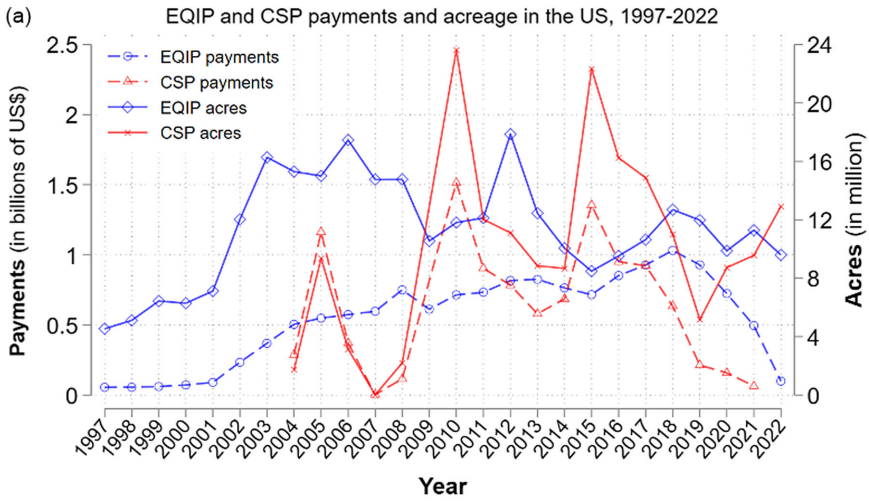 (a) EQIP and CSP payments and acreage in the US, 1997-2022
2.5
2
1.5
1
0.5
0
Payments (in billions of US$)
EQIP payments
CSP payments
EQIP acres
CSP acres
24
20
16
12
8
4
0
Acres (in million)
1997 1998 1999 2000 2001 2002 2003 2004 2005 2006 2007 2008 2009 2010 2011 2012 2013 2014 2015 2016 2017 2018 2019 2020 2021 2022
Year